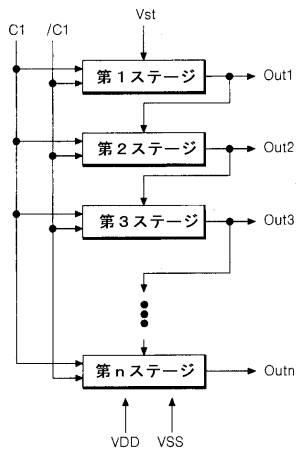 C1 /C1 Vst
第1ステージ Out1
第2ステージ Out2
第3ステージ Out3
第nステージ Outn
VDD VSS